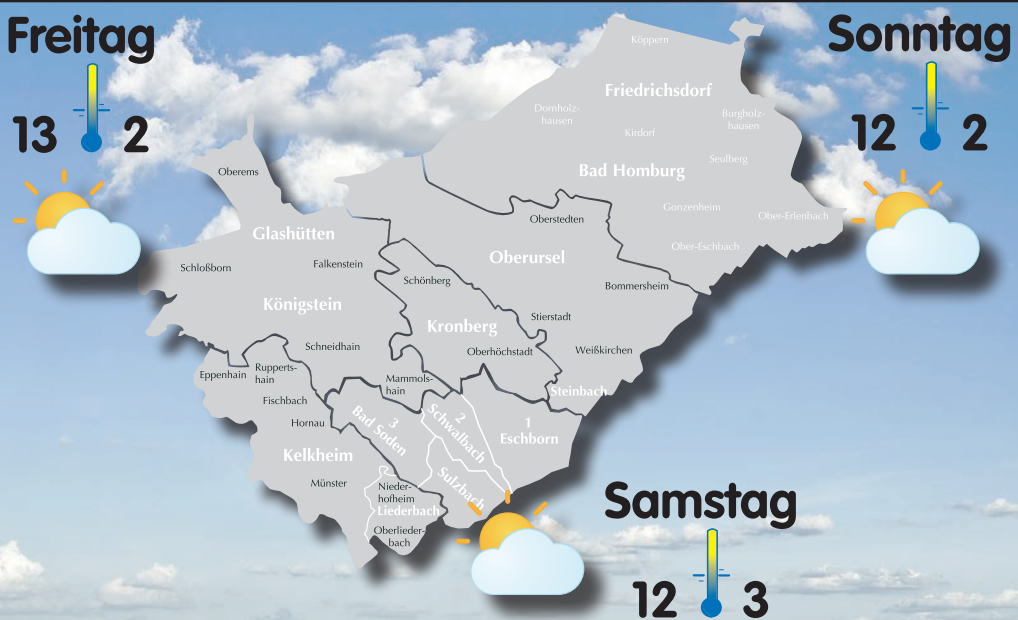 Freitag
13 2
Sonntag
12 2
Köppern
Friedrichsdorf
Dornholz-
hausen
Burgholz-
hausen
Kirdorf
Seulberg
Bad Homburg
Gonzenheim
Ober-Erlenbach
Ober-Eschbach
Oberems
Glashütten
Schloßborn
Falkenstein
Königstein
Schneidhain
Oberstedten
Oberursel
Bommersheim
Stierstadt
Weißkirchen
Schönberg
Kronberg
Oberhöchstadt
Steinbach
Mammols-
hain
Eppenhain
Rupperts-
hain
Fischbach
Hornau
Kelkheim
Münster
3
Bad Soden
2
Schwalbach
1
Eschborn
Sulzbach
Nieder-
hofheim
Liederbach
Oberlieder-
bach
Samstag
12 3